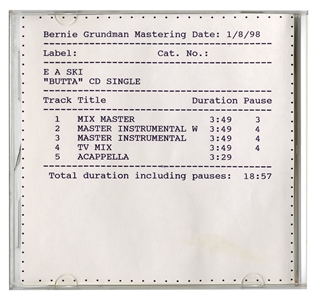 Bernie Grundman Mastering Date: 1/8/98
Label: Cat. No.:
E A SKI
"BUTTA" CD SINGLE
Track Title Duration Pause
1 MIX MASTER 3:49 3
2 MASTER INSTRUMENTAL W 3:49 4
3 MASTER INSTRUMENTAL 3:49 4
4 TV MIX 3:49 4
5 ACAPPELLA 3:29
Total duration including pauses: 18:57